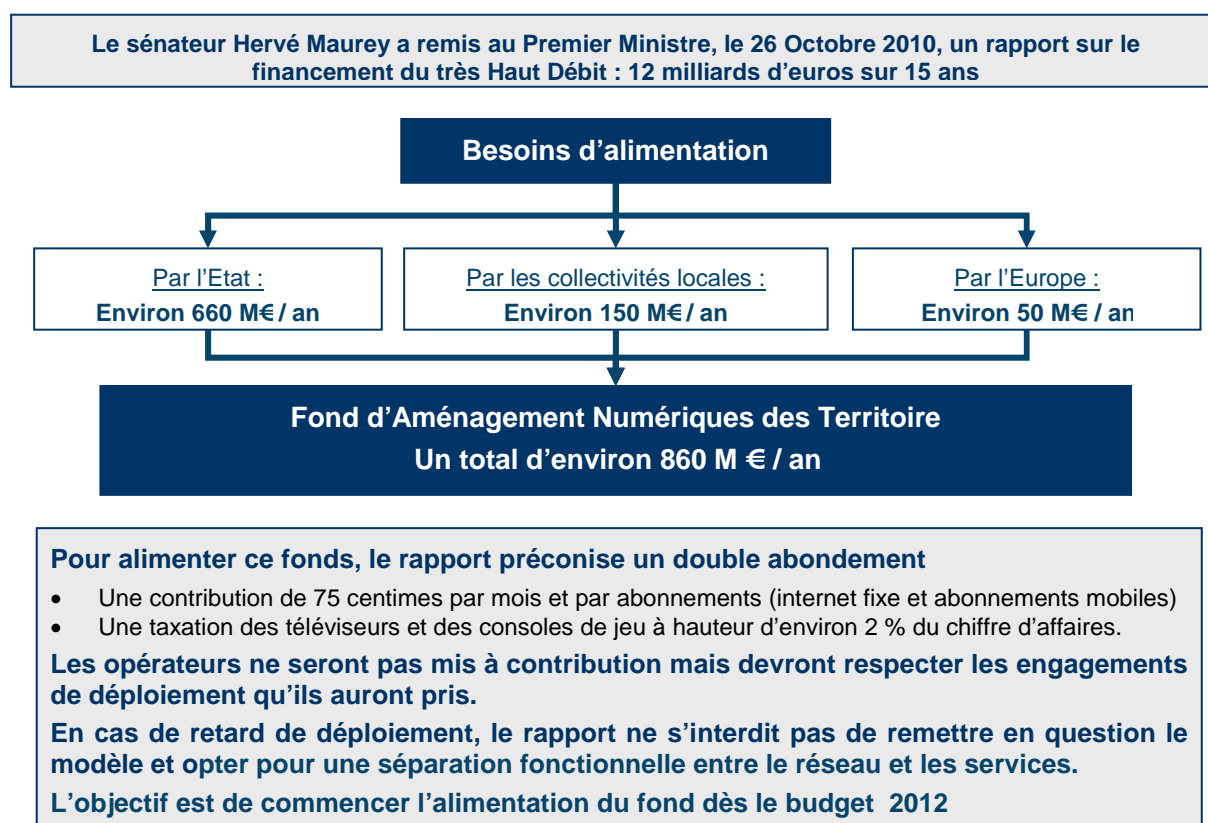 Le sénateur Hervé Maurey a remis au Premier Ministre, le 26 Octobre 2010, un rapport sur le
financement du très Haut Débit : 12 milliards d'euros sur 15 ans
Besoins d'alimentation
Par l'Etat :
Environ 660 M€ / an
Par les collectivités locales :
Environ 150 M€ / an
Par l'Europe :
Environ 50 M€ / an
Fond d'Aménagement Numériques des Territoire
Un total d'environ 860 M € / an
Pour alimenter ce fonds, le rapport préconise un double abondement
• Une contribution de 75 centimes par mois et par abonnements (internet fixe et abonnements mobiles)
• Une taxation des téléviseurs et des consoles de jeu à hauteur d'environ 2 % du chiffre d'affaires.
Les opérateurs ne seront pas mis à contribution mais devront respecter les engagements
de déploiement qu'ils auront pris.
En cas de retard de déploiement, le rapport ne s'interdit pas de remettre en question le
modèle et opter pour une séparation fonctionnelle entre le réseau et les services.
L'objectif est de commencer l'alimentation du fond dès le budget 2012